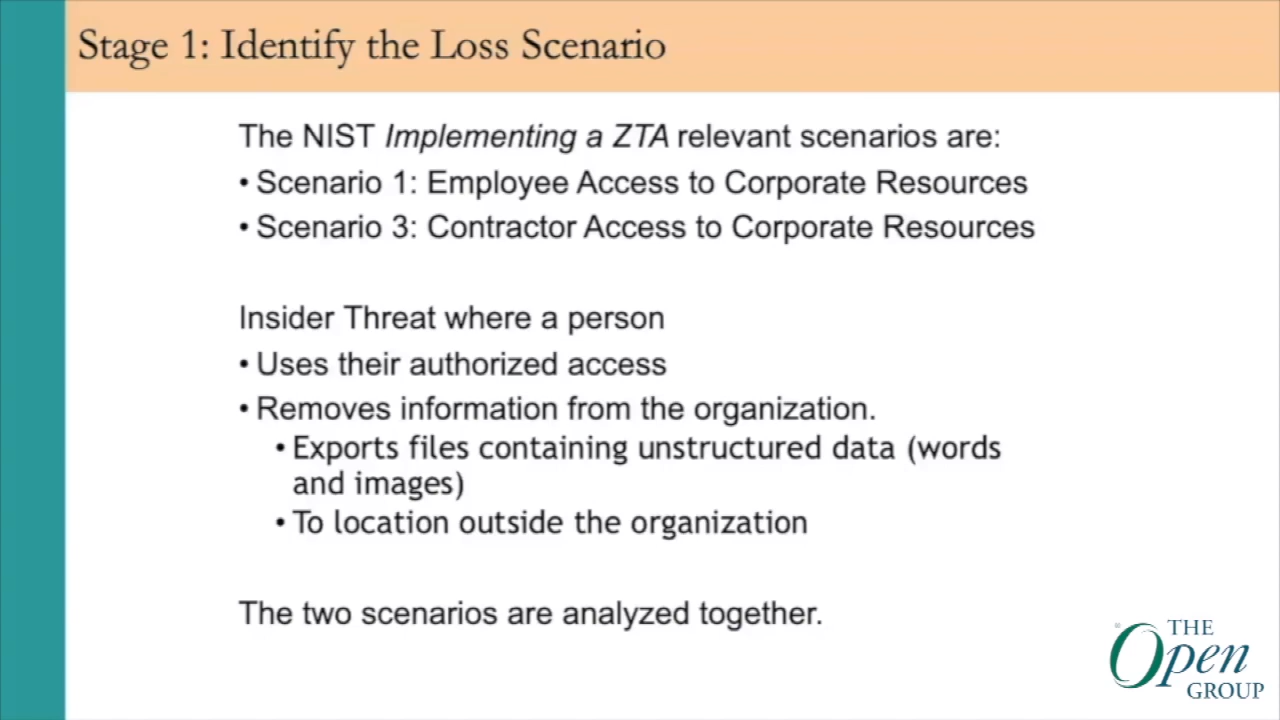 Stage 1: Identify the Loss Scenario
The NIST Implementing a ZTA relevant scenarios are:
• Scenario 1: Employee Access to Corporate Resources
• Scenario 3: Contractor Access to Corporate Resources
Insider Threat where a person
• Uses their authorized access
• Removes information from the organization.
• Exports files containing unstructured data (words
and images)
• To location outside the organization
The two scenarios are analyzed together.
THE
Open
GROUP